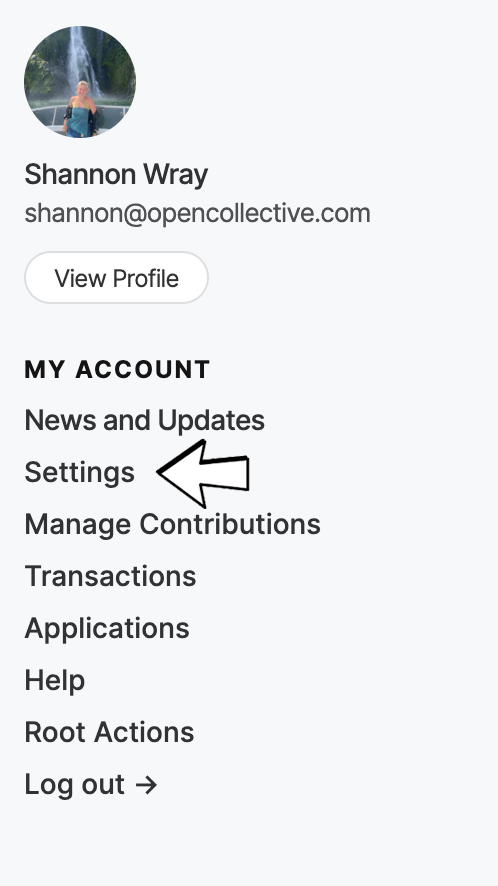 Shannon Wray
shannon@opencollective.com
View Profile
MY ACCOUNT
News and Updates
Settings
Manage Contributions
Transactions
Applications
Help
Root Actions
Log out →